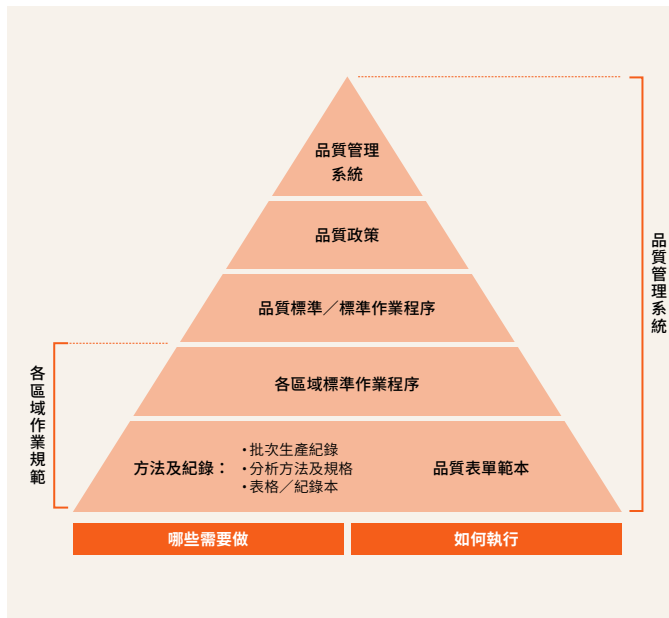 品質管理
系統
品質政策
品質標準／標準作業程序
各區域標準作業程序
方法及紀錄：
•批次生產紀錄
•分析方法及規格
•表格／紀錄本
品質表單範本
哪些需要做
如何執行
各區域作業規範
品質管理系統